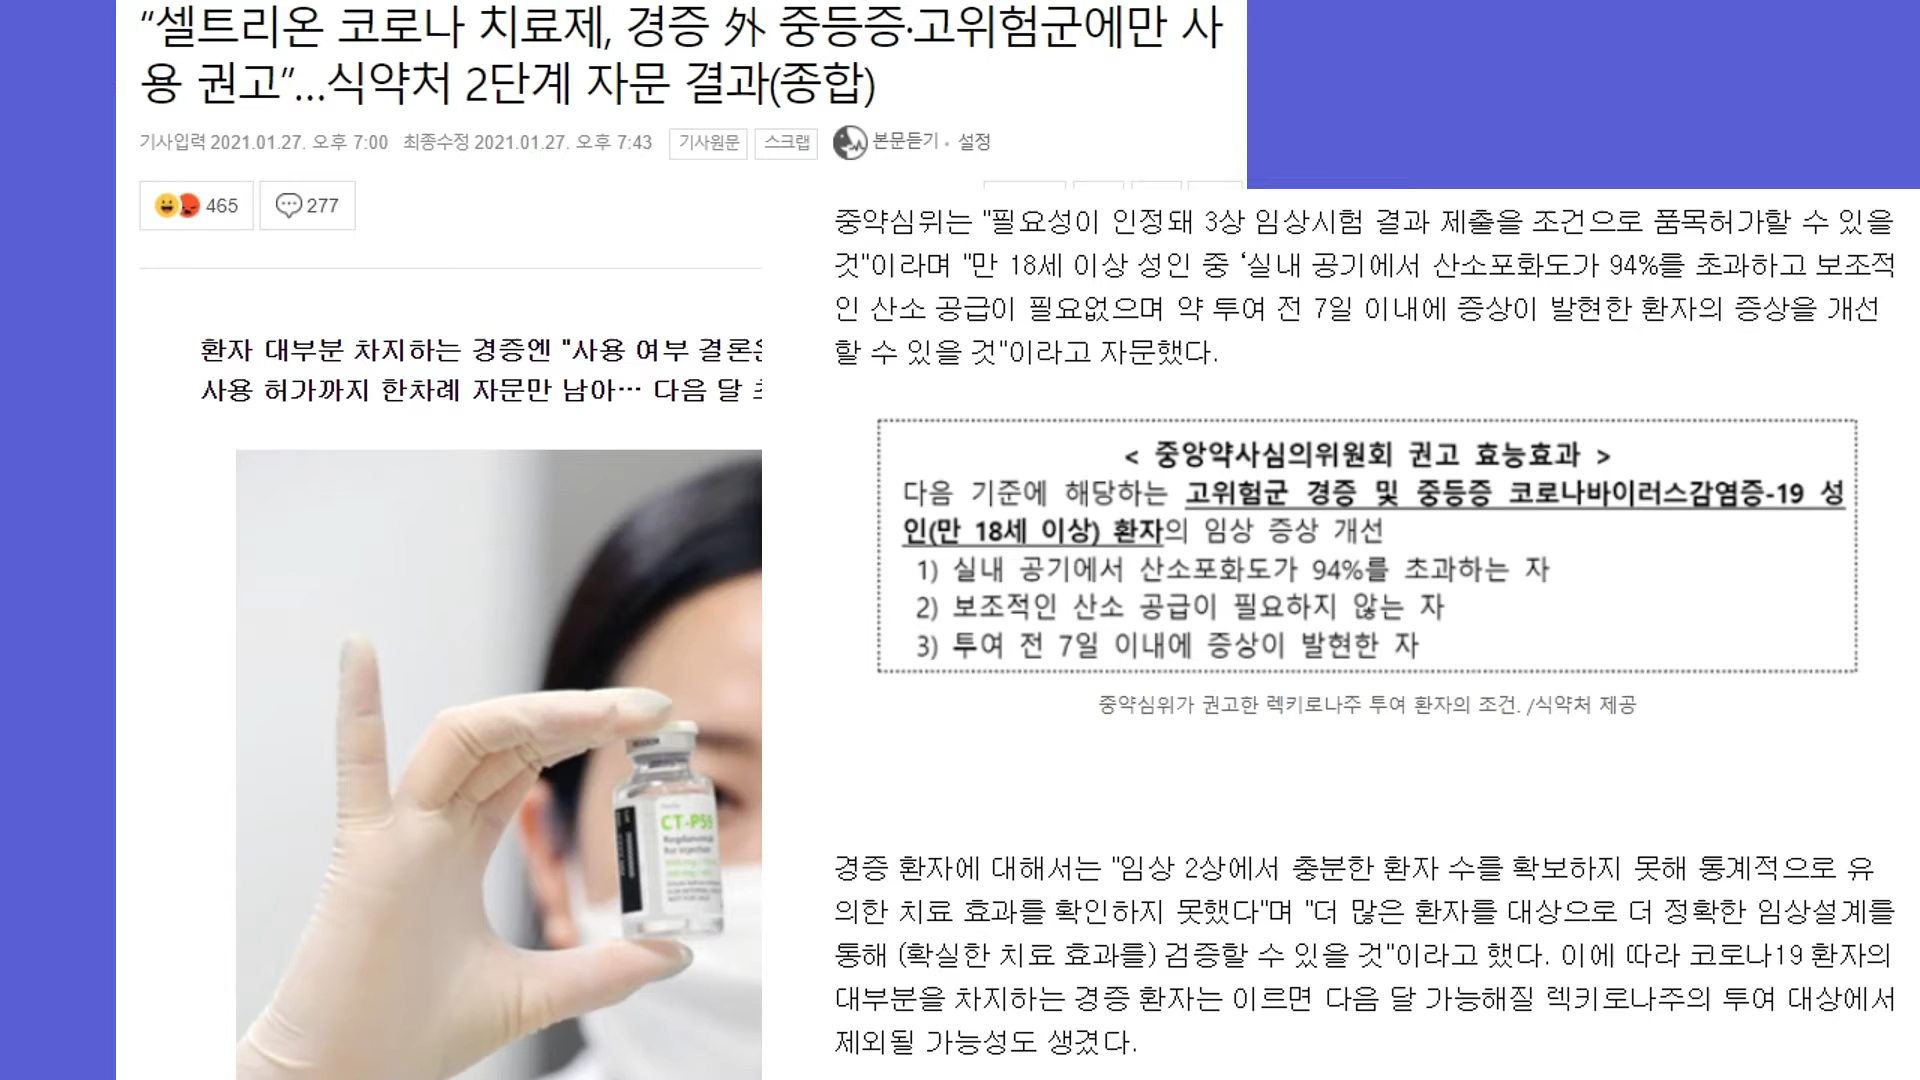 “셀트리온 코로나 치료제, 경증 外 중등증·고위험군에만 사
용 권고”...식약처 2단계 자문 결과(종합)
기사입력 2021.01.27. 오후 7:00 최종수정 2021.01.27. 오후 7:43 기사원문 스크랩 본문듣기 · 설정
465 277
환자 대부분 차지하는 경증엔 "사용 여부 결론은
사용 허가까지 한차례 자문만 남아… 다음 달
CT-P59
중약심위는 "필요성이 인정돼 3상 임상시험 결과 제출을 조건으로 품목허가할 수 있을
것"이라며 "만 18세 이상 성인 중 ‘실내 공기에서 산소포화도가 94%를 초과하고 보조적
인 산소 공급이 필요없으며 약 투여 전 7일 이내에 증상이 발현한 환자의 증상을 개선
할 수 있을 것"이라고 자문했다.
< 중앙약사심의위원회 권고 효능효과 >
다음 기준에 해당하는 고위험군 경증 및 중등증 코로나바이러스감염증-19 성
인(만 18세 이상) 환자의 임상 증상 개선
1) 실내 공기에서 산소포화도가 94%를 초과하는 자
2) 보조적인 산소 공급이 필요하지 않는 자
3) 투여 전 7일 이내에 증상이 발현한 자
중약심위가 권고한 렉키로나주 투여 환자의 조건. /식약처 제공
경증 환자에 대해서는 "임상 2상에서 충분한 환자 수를 확보하지 못해 통계적으로 유
의한 치료 효과를 확인하지 못했다"며 "더 많은 환자를 대상으로 더 정확한 임상설계를
통해 (확실한 치료 효과를) 검증할 수 있을 것"이라고 했다. 이에 따라 코로나19 환자의
대부분을 차지하는 경증 환자는 이르면 다음 달 가능해질 렉키로나주의 투여 대상에서
제외될 가능성도 생겼다.